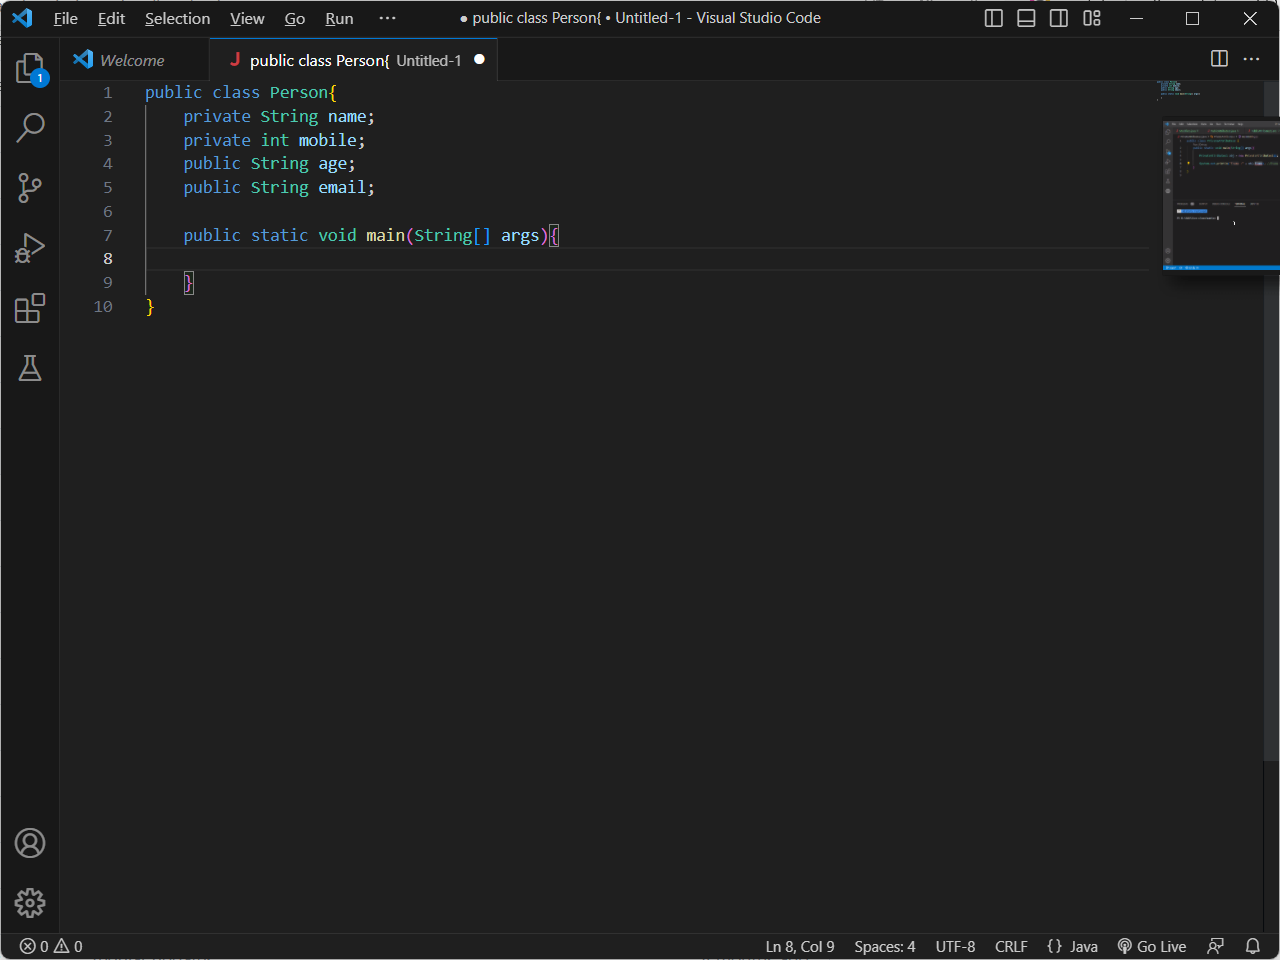 File Edit Selection View Go Run ··· ● public class Person{ • Untitled-1 - Visual Studio Code
Welcome J public class Person{ Untitled-1 ●
1
1 public class Person{
2 private String name;
3 private int mobile;
4 public String age;
5 public String email;
6
7 public static void main(String[] args){
8
9 }
10 }
0 0 Ln 8, Col 9 Spaces: 4 UTF-8 CRLF {} Java Go Live